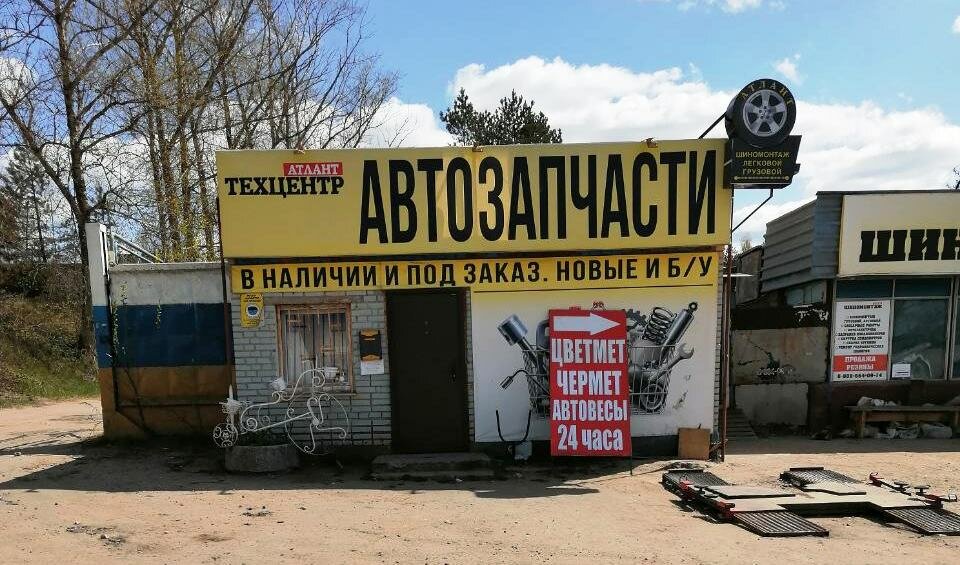 АТЛАНТ
ТЕХЦЕНТР
АВТОЗАПЧАСТИ
АТЛАНТ
ШИНОМОНТАЖ
ЛЕГКОВОЙ
ГРУЗОВОЙ
В НАЛИЧИИ И ПОД ЗАКАЗ. НОВЫЕ И Б/У
ЦВЕТМЕТ
ЧЕРМЕТ
АВТОВЕСЫ
24 часа
ШИН
ШИНОМОНТАЖ
ПРОДАЖА
РЕЗИНЫ